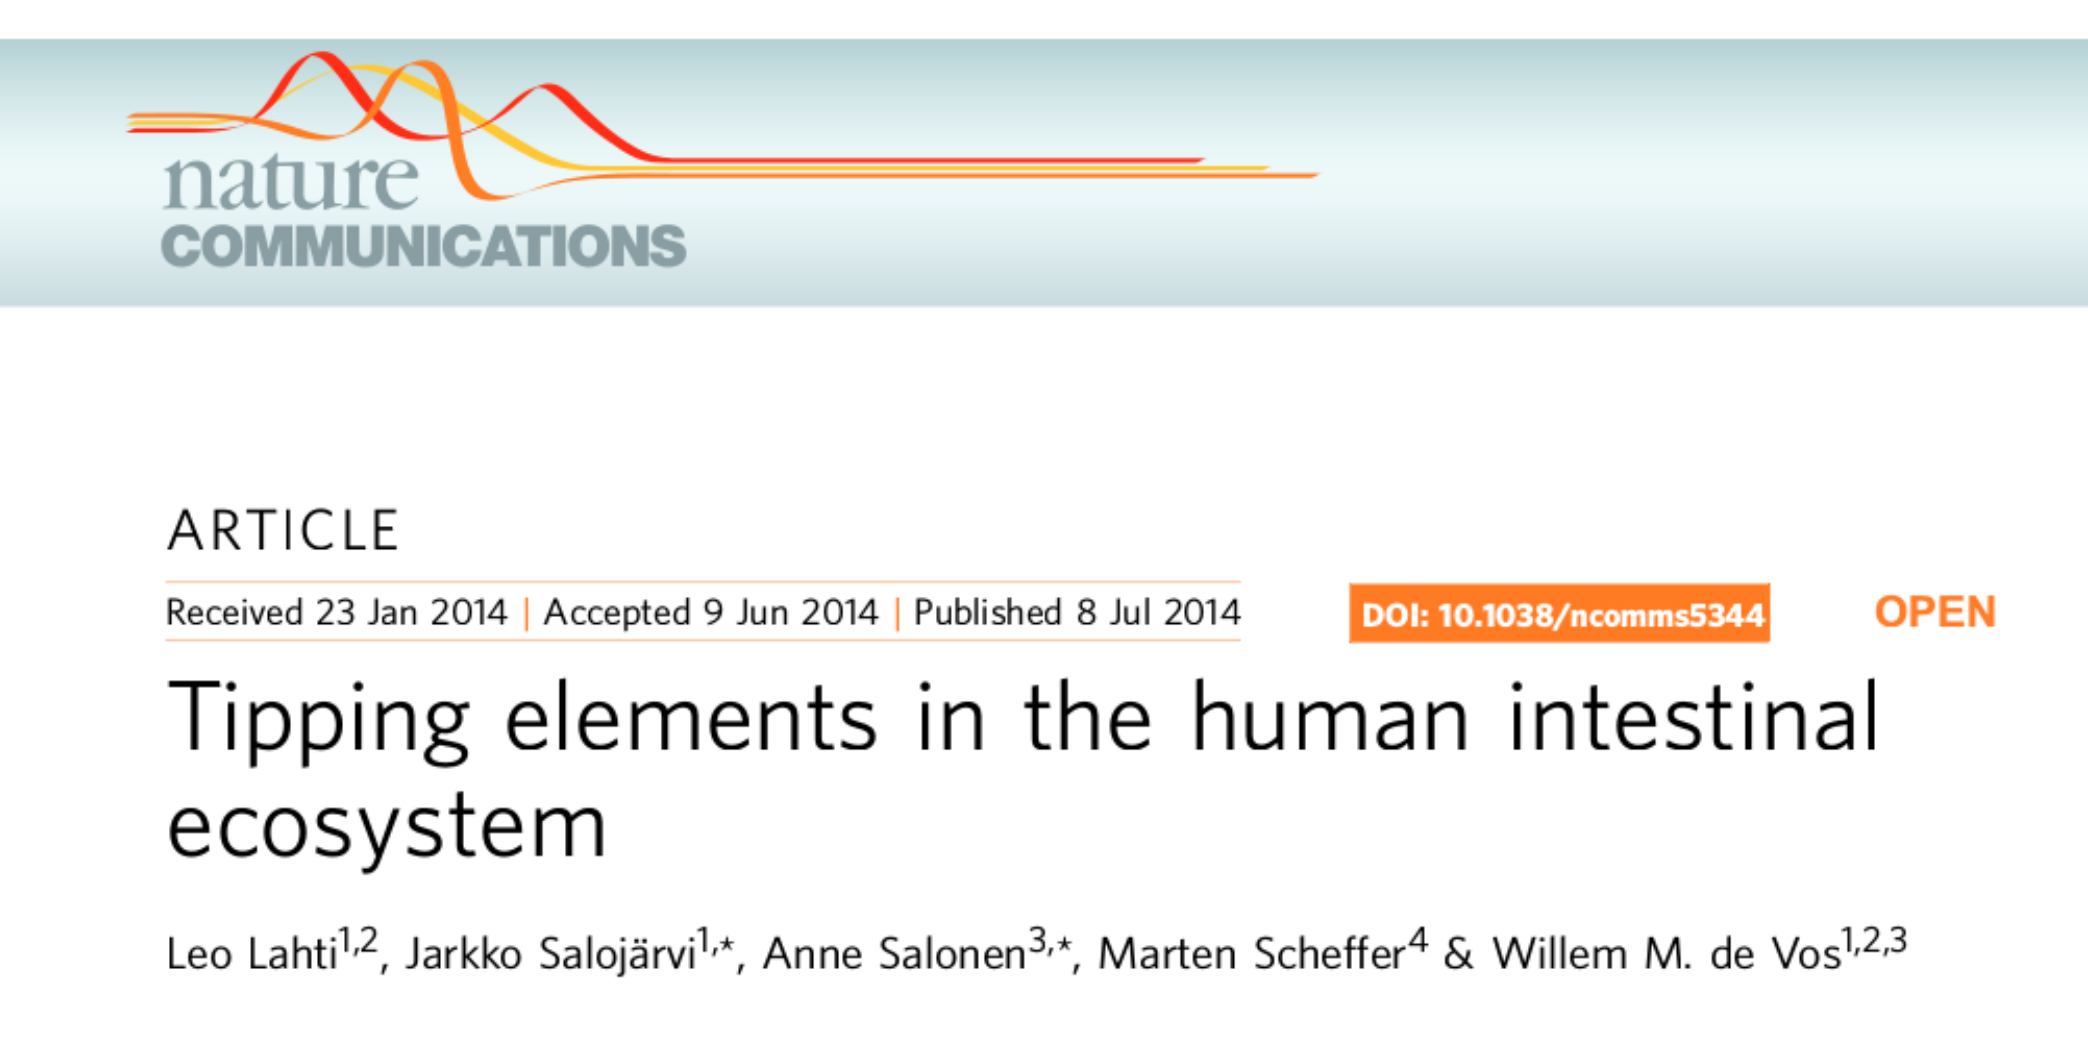 nature
COMMUNICATIONS
ARTICLE
Received 23 Jan 2014 | Accepted 9 Jun 2014 | Published 8 Jul 2014
DOI: 10.1038/ncomms5344
OPEN
Tipping elements in the human intestinal
ecosystem
Leo Lahti1,2, Jarkko Salojärvi1,*, Anne Salonen3,*, Marten Scheffer4 & Willem M. de Vos1,2,3